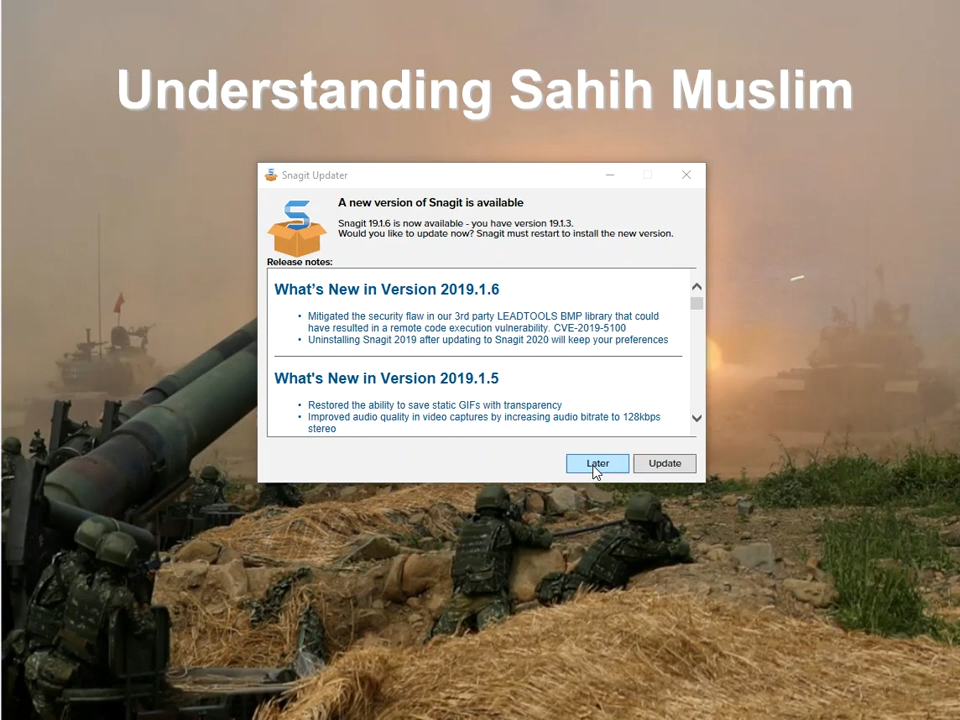 Understanding Sahih Muslim
Snagit Updater
A new version of Snagit is available
Snagit 19.1.6 is now available - you have version 19.1.3.
Would you like to update now? Snagit must restart to install the new version.
Release notes:
What's New in Version 2019.1.6
• Mitigated the security flaw in our 3rd party LEADTOOLS BMP library that could
have resulted in a remote code execution vulnerability. CVE-2019-5100
• Uninstalling Snagit 2019 after updating to Snagit 2020 will keep your preferences
What's New in Version 2019.1.5
• Restored the ability to save static GIFs with transparency
• Improved audio quality in video captures by increasing audio bitrate to 128kbps
stereo
Later
Update